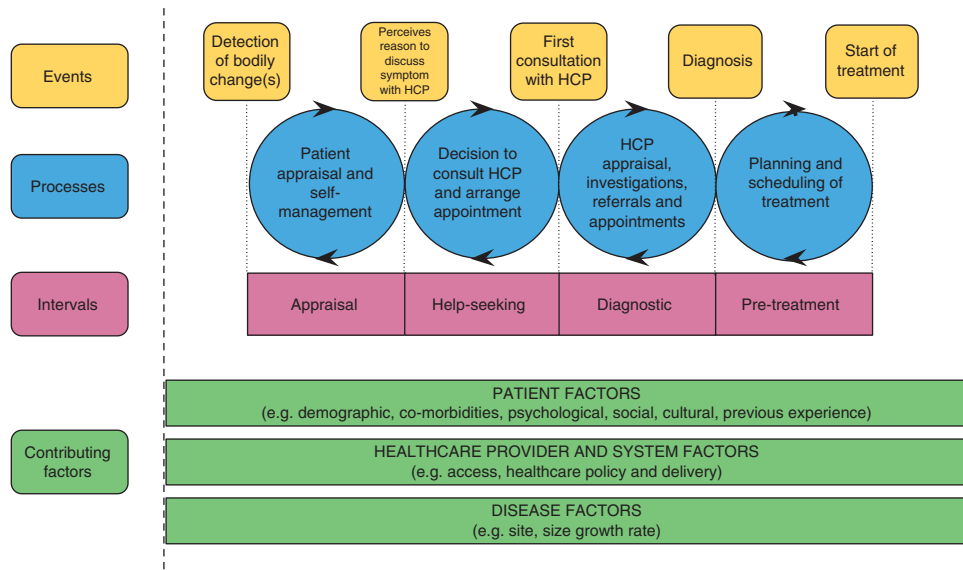 Events
Detection
of bodily
change(s)
Perceives
reason to
discuss
symptom
with HCP
First
consultation
with HCP
Diagnosis
Start of
treatment
Processes
Patient
appraisal and
self-
management
Decision to
consult HCP
and arrange
appointment
HCP
appraisal,
investigations,
referrals and
appointments
Planning and
scheduling of
treatment
Intervals
Appraisal
Help-seeking
Diagnostic
Pre-treatment
Contributing
factors
PATIENT FACTORS
(e.g. demographic, co-morbidities, psychological, social, cultural, previous experience)
HEALTHCARE PROVIDER AND SYSTEM FACTORS
(e.g. access, healthcare policy and delivery)
DISEASE FACTORS
(e.g. site, size growth rate)